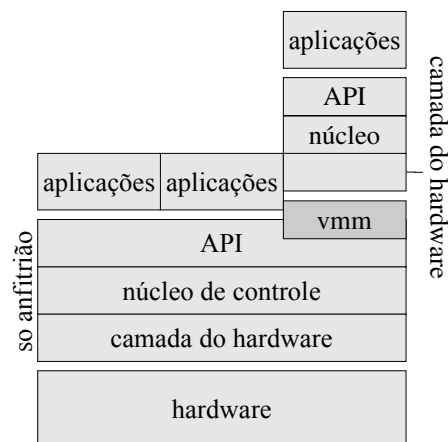 aplicações
API
núcleo
camada do hardware
aplicações
aplicações
vmm
API
so anfitrião
núcleo de controle
camada do hardware
hardware